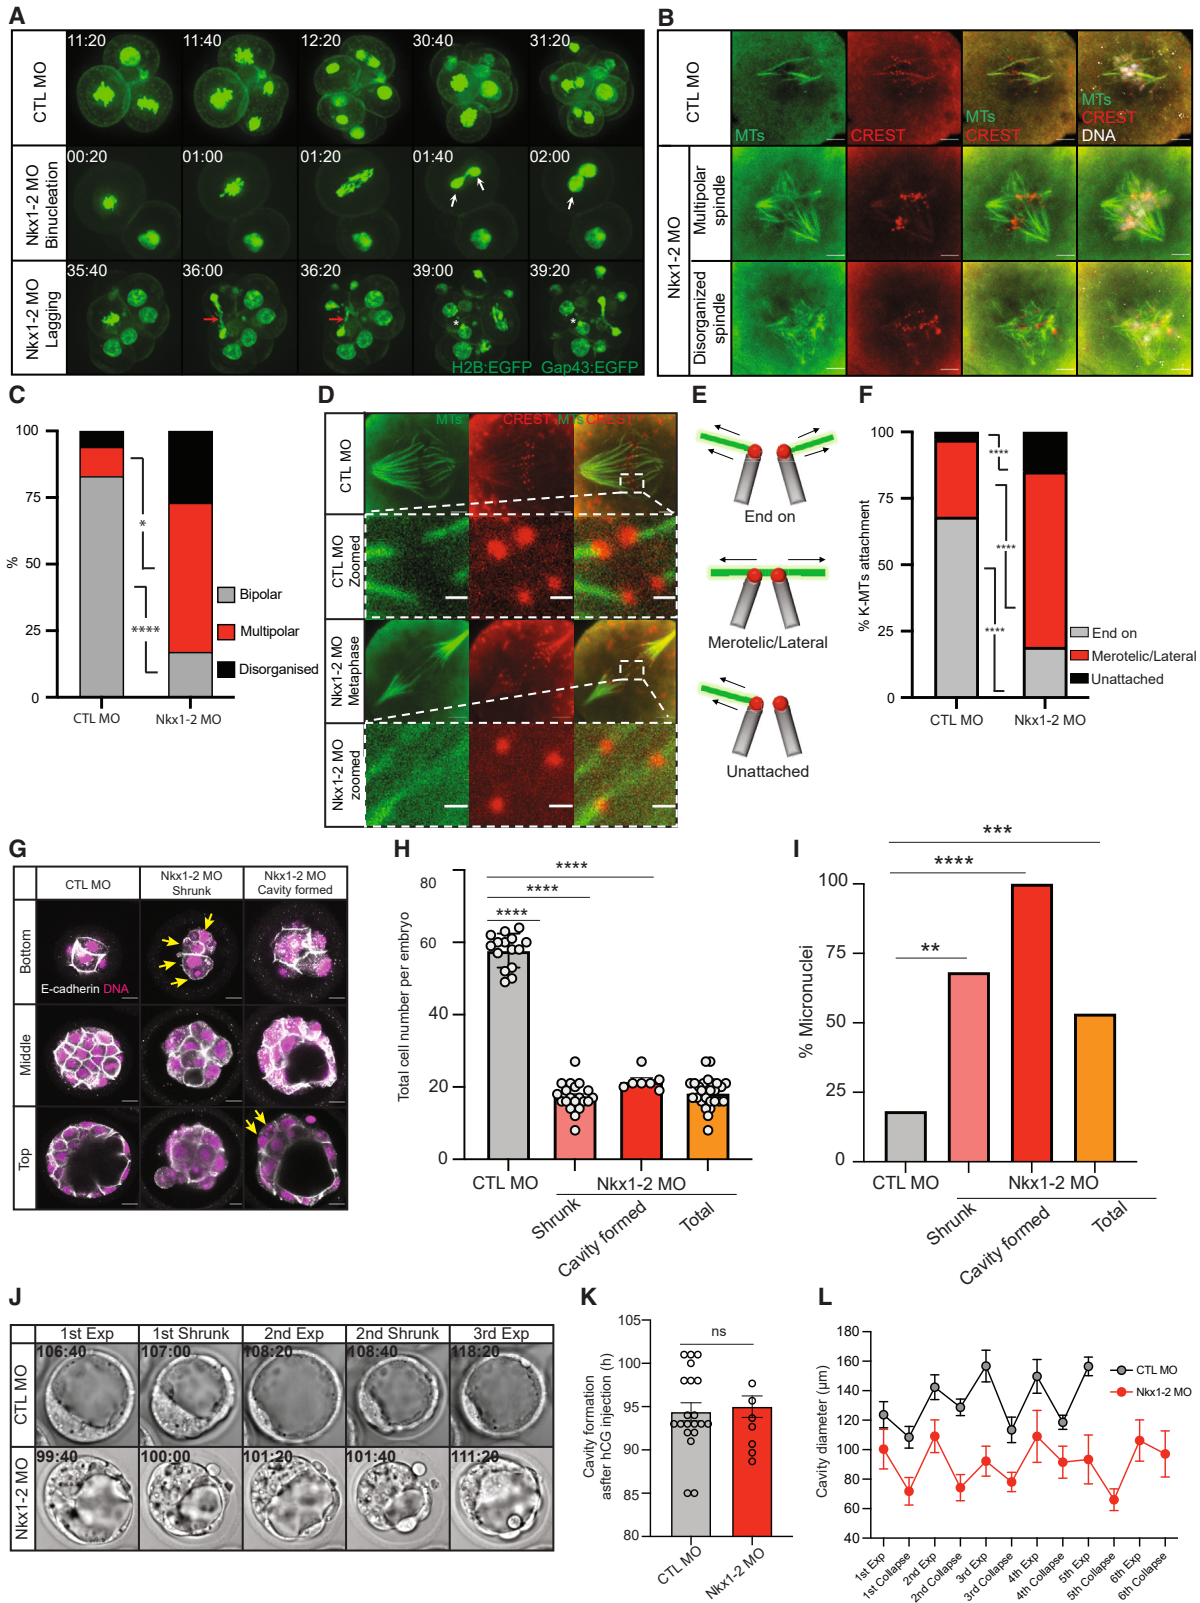 A
CTL MO
11:20
11:40
12:20
30:40
31:20
Nkx1-2 MO
Binucleation
00:20
01:00
01:20
01:40
02:00
Nkx1-2 MO
Lagging
35:40
36:00
36:20
39:00
39:20
*
*
H2B:EGFP
Gap43:EGFP
B
CTL MO
MTs
CREST
MTs
CREST
MTs
CREST
DNA
Nkx1-2 MO
Multipolar
spindle
Disorganized
spindle
C
100
75
50
25
0
%
*
****
CTL MO
Nkx1-2 MO
Bipolar
Multipolar
Disorganised
D
CTL MO
MTs
CREST
MTs
CREST
CTL MO
Zoomed
Nkx1-2 MO
Metaphase
Nkx1-2 MO
zoomed
E
End on
Merotelic/Lateral
Unattached
F
100
75
50
25
0
% K-MTs attachment
****
****
****
CTL MO
Nkx1-2 MO
End on
Merotelic/Lateral
Unattached
G
CTL MO
Nkx1-2 MO
Shrunk
Nkx1-2 MO
Cavity formed
Bottom
E-cadherin DNA
Middle
Top
H
80
60
40
20
0
Total cell number per embryo
****
****
****
CTL MO
Nkx1-2 MO
Shrunk
Cavity formed
Total
I
100
75
50
25
0
% Micronuclei
***
****
**
CTL MO
Nkx1-2 MO
Shrunk
Cavity formed
Total
J
1st Exp
1st Shrunk
2nd Exp
2nd Shrunk
3rd Exp
CTL MO
106:40
107:00
108:20
108:40
118:20
Nkx1-2 MO
99:40
100:00
101:20
101:40
111:20
K
105
100
95
90
85
80
Cavity formation
asfter hCG injection (h)
ns
CTL MO
Nkx1-2 MO
L
180
160
140
120
100
80
60
40
Cavity diameter (µm)
CTL MO
Nkx1-2 MO
1st Exp
1st Collapse
2nd Exp
2nd Collapse
3rd Exp
3rd Collapse
4th Exp
4th Collapse
5th Exp
5th Collapse
6th Exp
6th Collapse